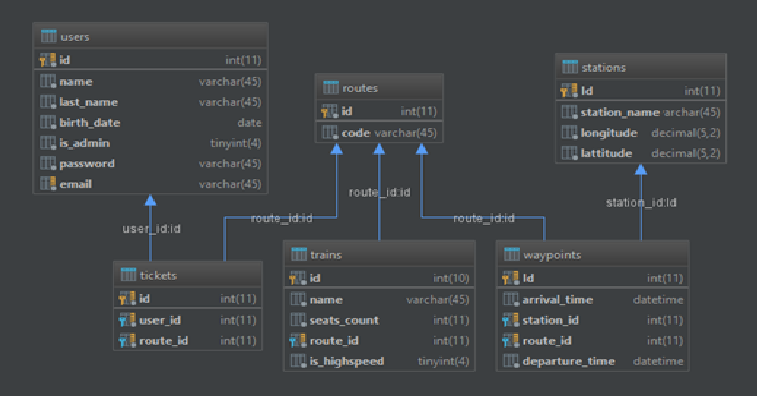 users
id int(11)
name varchar(45)
last_name varchar(45)
birth_date date
is_admin tinyint(4)
password varchar(45)
email varchar(45)
routes
id int(11)
code varchar(45)
stations
Id int(11)
station_name archar(45)
longitude decimal(5,2)
lattitude decimal(5,2)
user_id:id
route_id:id
route_id:id
route_id:id
station_id:Id
tickets
id int(11)
user_id int(11)
route_id int(11)
trains
id int(10)
name varchar(45)
seats_count int(11)
route_id int(11)
is_highspeed tinyint(4)
waypoints
Id int(11)
arrival_time datetime
station_id int(11)
route_id int(11)
departure_time datetime